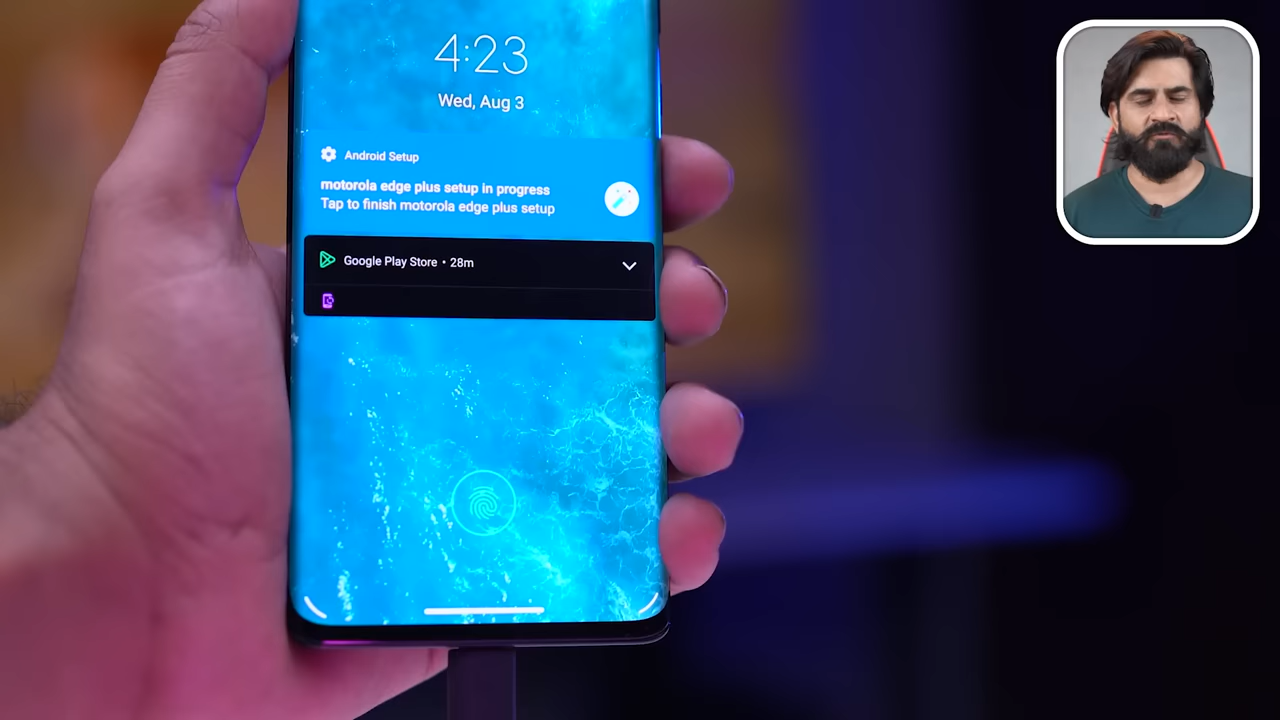 4:23
Wed, Aug 3
Android Setup
motorola edge plus setup in progress
Tap to finish motorola edge plus setup
Google Play Store • 28m